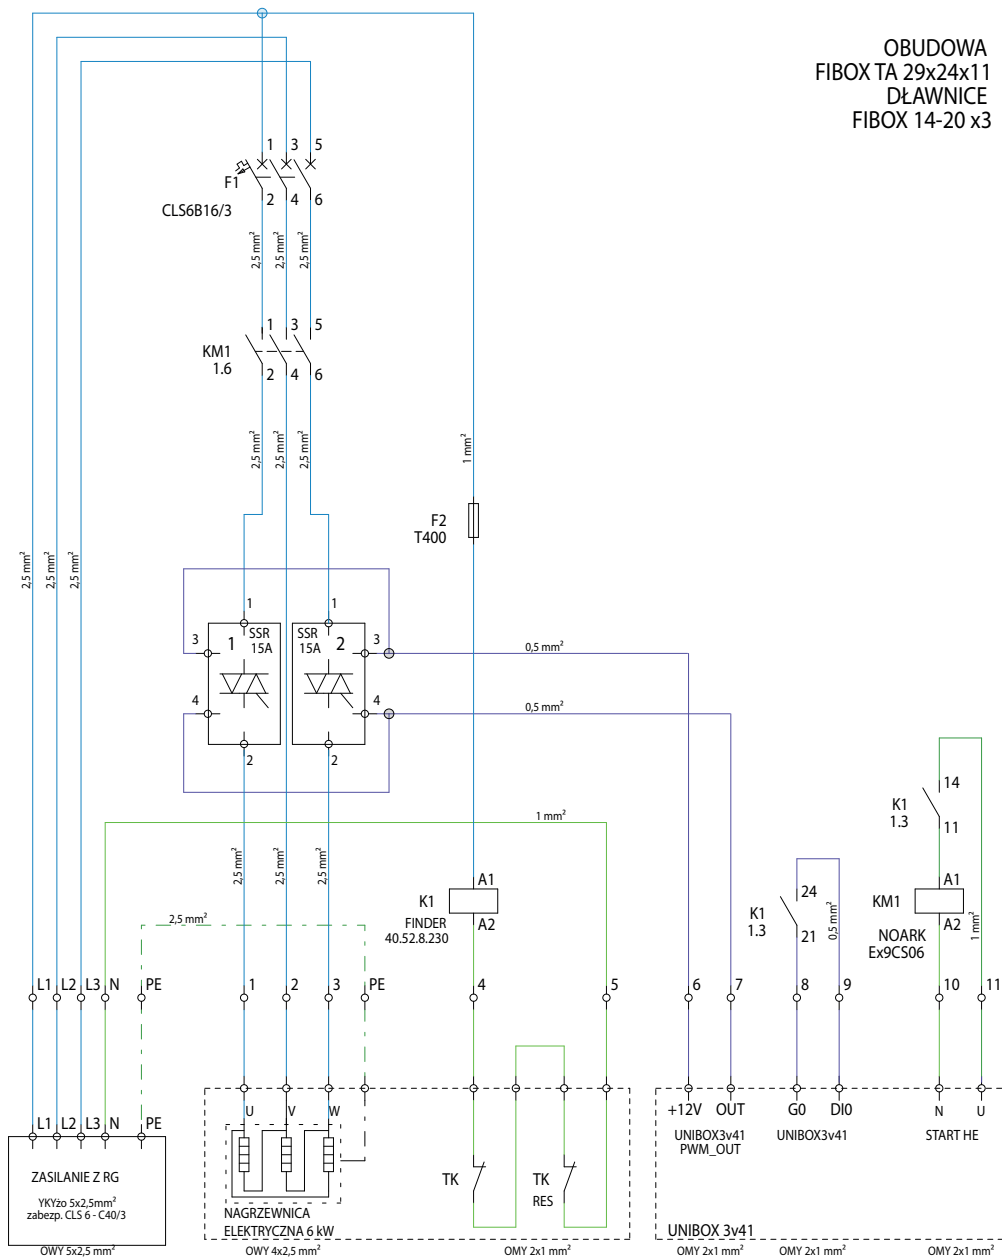 OBUDOWA
FIBOX TA 29x24x11
DŁAWNICE
FIBOX 14-20 x3
1 3 5
F1
2 4 6
CLS6B16/3
2,5 mm² 2,5 mm² 2,5 mm²
1 3 5
KM1
1.6
2 4 6
2,5 mm² 2,5 mm² 2,5 mm²
1 mm²
F2
T400
2,5 mm² 2,5 mm² 2,5 mm²
1 1
3 1 SSR 15A
SSR 15A 2 3
0,5 mm²
4 4
0,5 mm²
2 2
14
K1
1.3
11
1 mm²
2,5 mm² 2,5 mm² 2,5 mm²
A1
K1
A2
FINDER
40.52.8.230
24
K1
1.3
21
0,5 mm²
A1
KM1
A2
NOARK
Ex9CS06
1 mm²
2,5 mm²
L1 L2 L3 N PE 1 2 3 PE 4 5 6 7 8 9 10 11
L1 L2 L3 N PE
U V W
+12V OUT G0 DI0 N U
UNIBOX3v41
PWM_OUT
UNIBOX3v41
START HE
ZASILANIE Z RG
YKYżo 5x2,5mm²
zabezp. CLS 6 - C40/3
TK
TK
RES
NAGRZEWNICA
ELEKTRYCZNA 6 kW
UNIBOX 3v41
OWY 5x2,5 mm² OWY 4x2,5 mm² OMY 2x1 mm² OMY 2x1 mm² OMY 2x1 mm² OMY 2x1 mm²